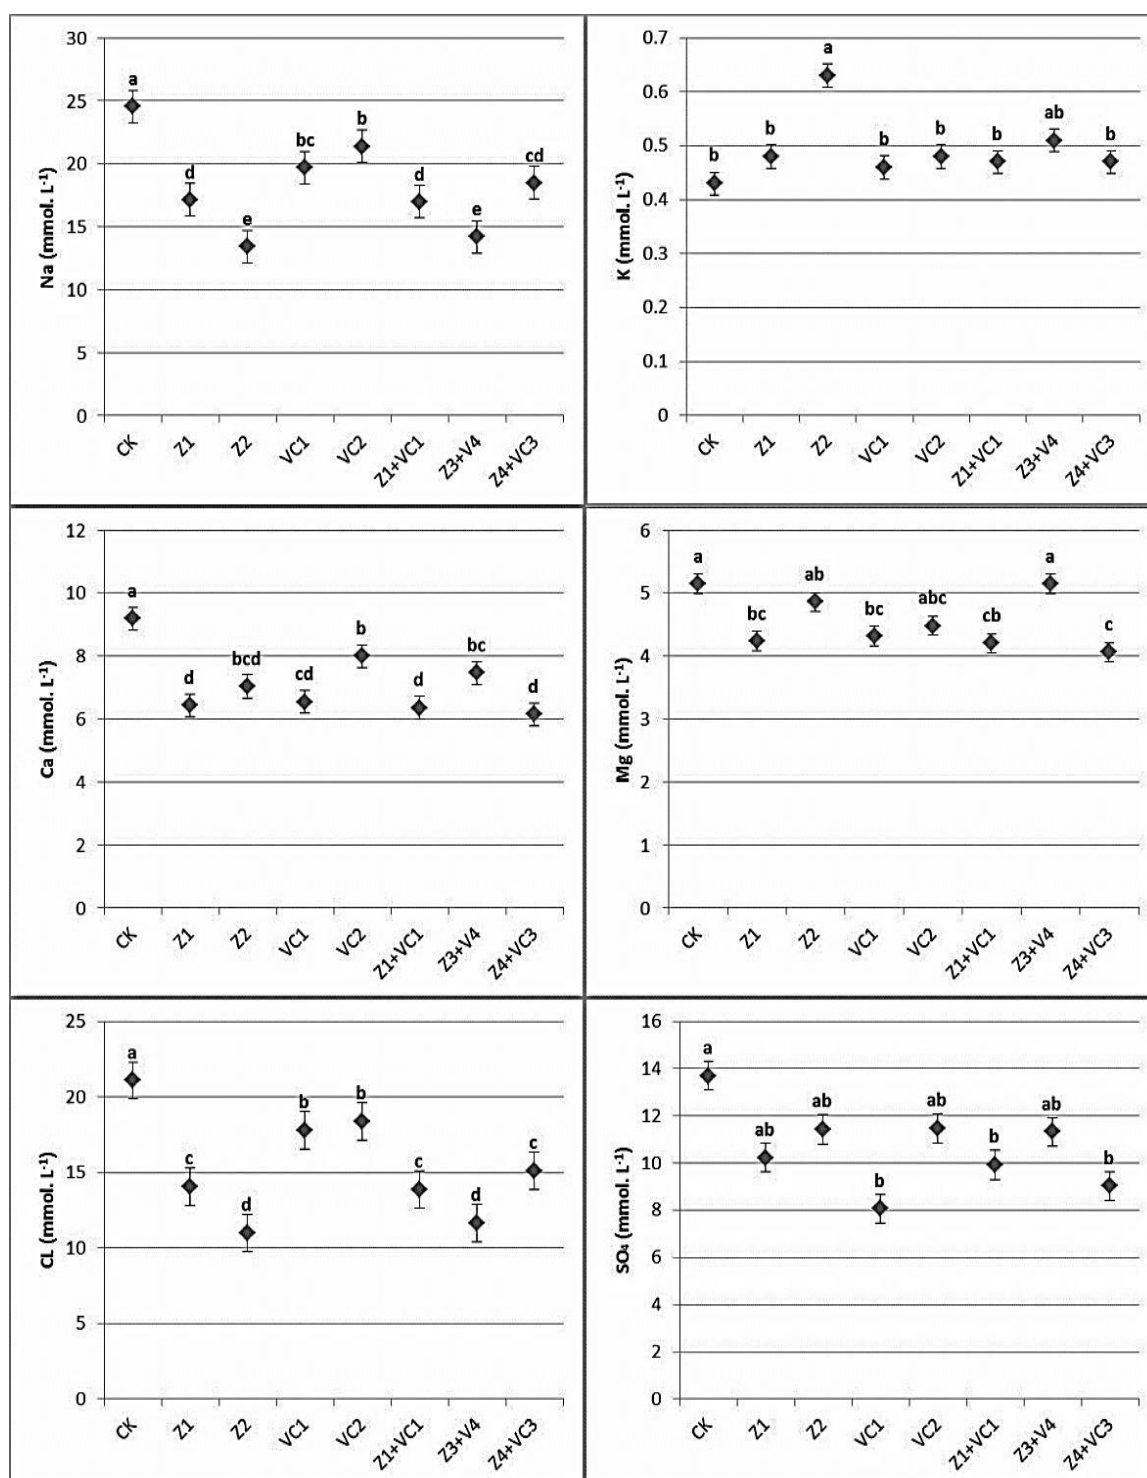 30
25
20
15
10
5
0
Na (mmol. L-1)
a
d
e
bc
b
d
e
cd
CK
Z1
Z2
VC1
VC2
Z1+VC1
Z3+V4
Z4+VC3
0.7
0.6
0.5
0.4
0.3
0.2
0.1
0
K (mmol. L-1)
b
b
a
b
b
b
ab
b
CK
Z1
Z2
VC1
VC2
Z1+VC1
Z3+V4
Z4+VC3
12
10
8
6
4
2
0
Ca (mmol. L-1)
a
d
bcd
cd
b
d
bc
d
CK
Z1
Z2
VC1
VC2
Z1+VC1
Z3+V4
Z4+VC3
6
5
4
3
2
1
0
Mg (mmol. L-1)
a
bc
ab
bc
abc
cb
a
c
CK
Z1
Z2
VC1
VC2
Z1+VC1
Z3+V4
Z4+VC3
25
20
15
10
5
0
CL (mmol. L-1)
a
c
d
b
b
c
d
c
CK
Z1
Z2
VC1
VC2
Z1+VC1
Z3+V4
Z4+VC3
16
14
12
10
8
6
4
2
0
SO₄ (mmol. L-1)
a
ab
ab
b
ab
b
ab
b
CK
Z1
Z2
VC1
VC2
Z1+VC1
Z3+V4
Z4+VC3